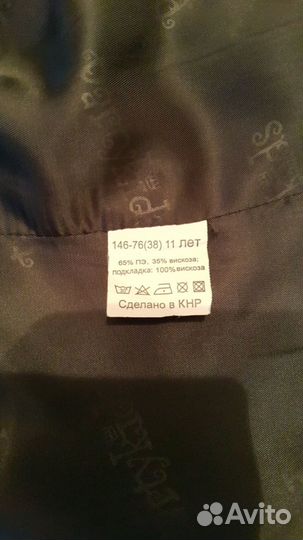 146-76(38) 11 лет
65% ПЭ, 35% вискоза;
подкладка: 100% вискоза
Сделано в КНР
Avito